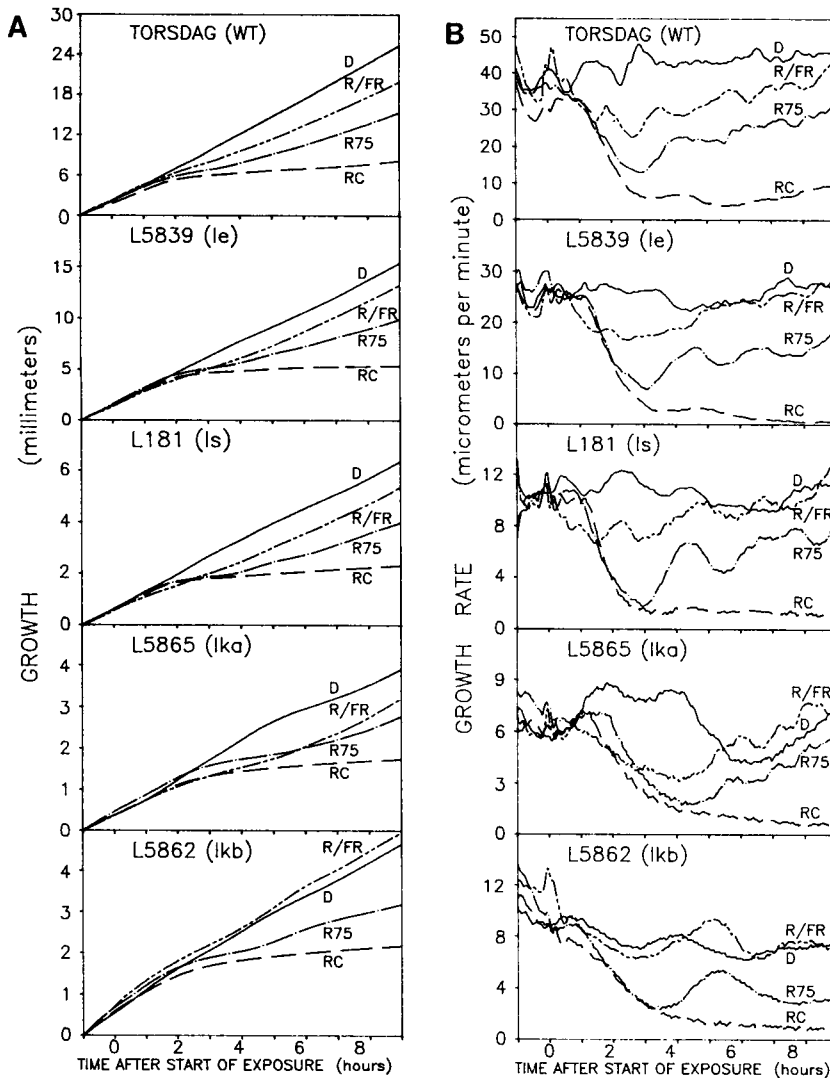 A
TORSDAG (WT)
30
24
18
12
6
0
D
R/FR
R75
RC
L5839 (le)
15
10
5
0
D
R/FR
R75
RC
L181 (ls)
6
4
2
0
D
R/FR
R75
RC
L5865 (lka)
4
3
2
1
0
D
R/FR
R75
RC
L5862 (lkb)
4
3
2
1
0
R/FR
D
R75
RC
0 2 4 6 8
TIME AFTER START OF EXPOSURE (hours)
GROWTH (millimeters)
B
TORSDAG (WT)
50
40
30
20
10
0
D
R/FR
R75
RC
L5839 (le)
30
20
10
0
D
R/FR
R75
RC
L181 (ls)
12
8
4
0
D
R/FR
R75
RC
L5865 (lka)
9
6
3
0
R/FR
D
R75
RC
L5862 (lkb)
12
8
4
0
R/FR
D
R75
RC
0 2 4 6 8
TIME AFTER START OF EXPOSURE (hours)
GROWTH RATE (micrometers per minute)